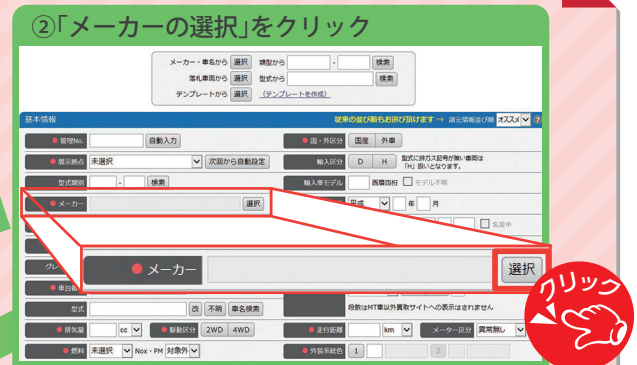 ②「メーカーの選択」をクリック
メーカー・車名から 選択 類型から - 検索
落札車両から 選択 型式から 検索
テンプレートから 選択 (テンプレートを作成)
基本情報 従来の並び順もお選び頂けます⇒ 諸元情報並び順 オススメ ?
管理No. 自動入力 国・外区分 国産 外車
展示拠点 未選択 次回から自動設定 輸入区分 D H 型式に排ガス記号が無い車両は
「H」扱いとなります。
型式類別 - 検索 輸入車モデル 西暦四桁 モデル不明
メーカー 選択 平成 年 月
名変中
メーカー 選択
グレー
車台番
クリック
型式 改 不明 車名検索 段数はMT車以外買取サイトへの表示はされません
排気量 cc 駆動区分 2WD 4WD 走行距離 km メーター区分 異常無し
燃料 未選択 Nox・PM 対象外 外装系統色 1 2